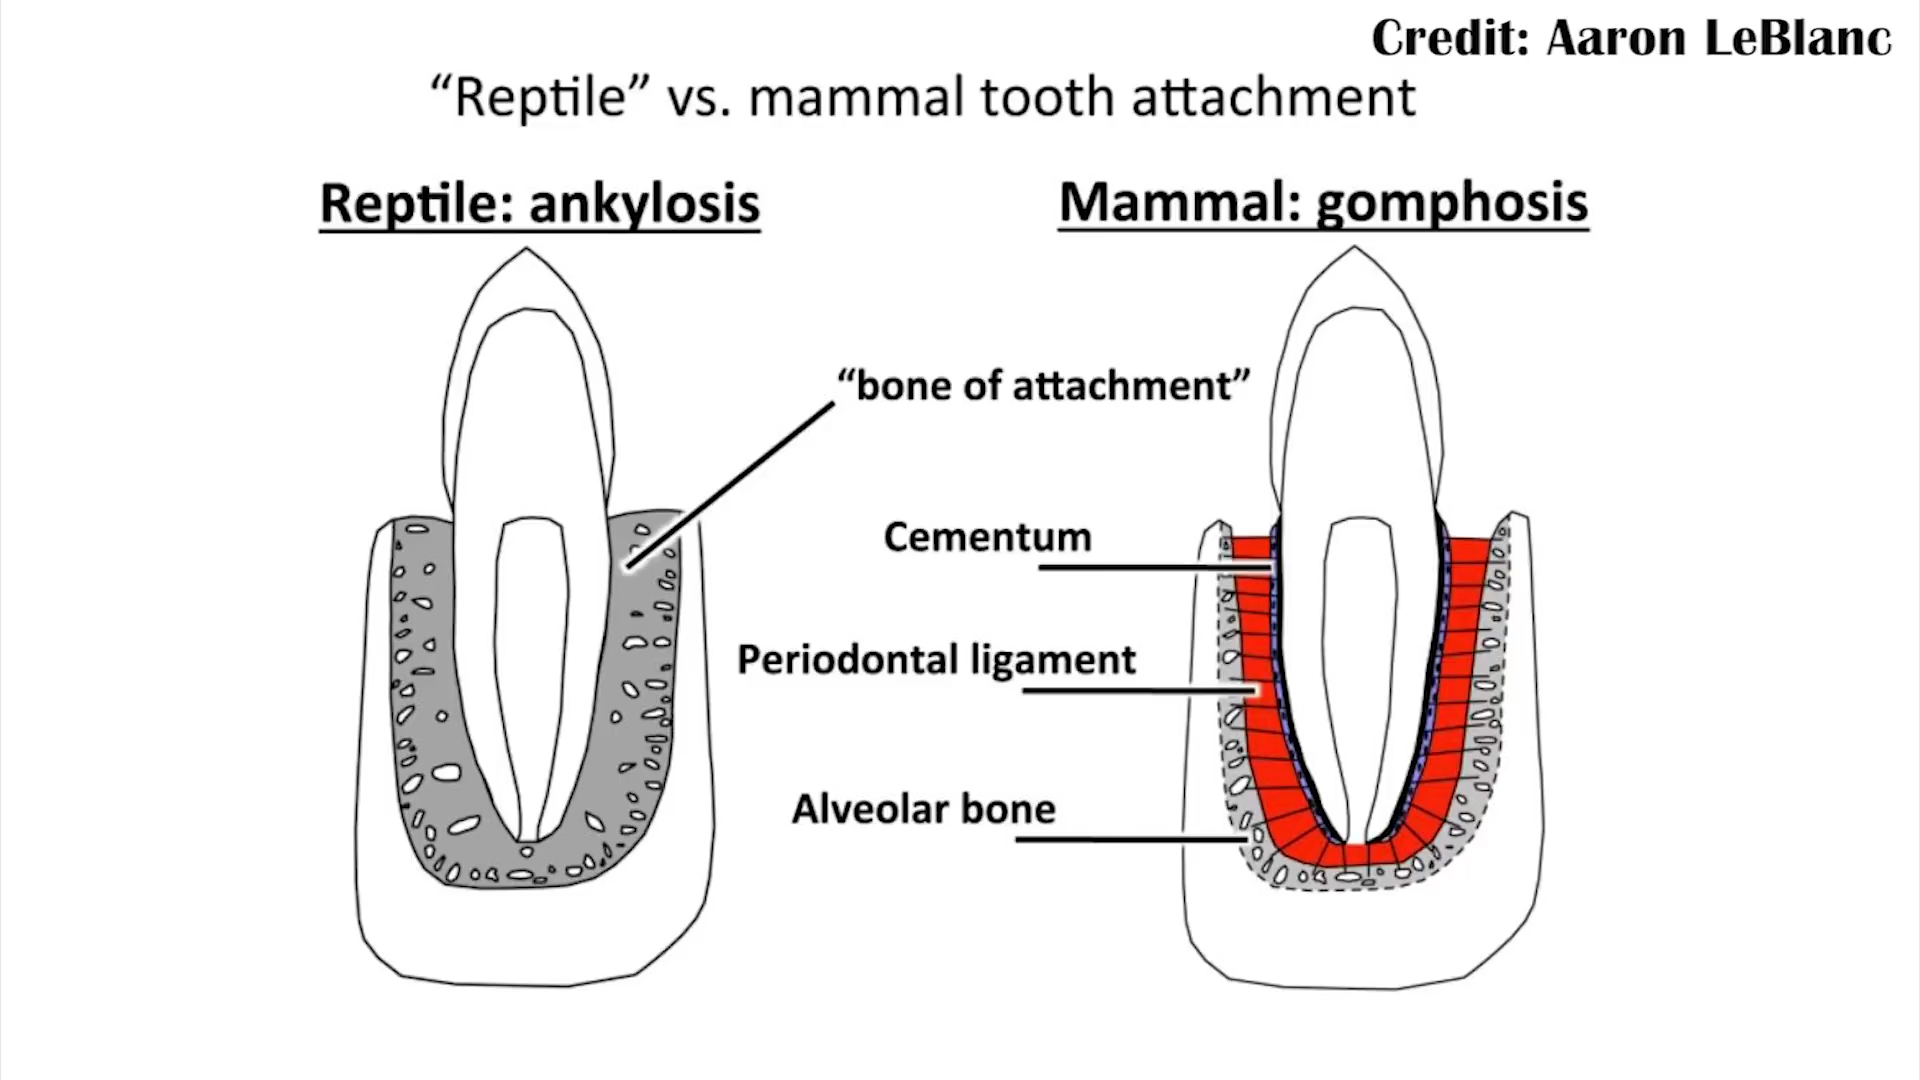 Credit: Aaron LeBlanc
“Reptile” vs. mammal tooth attachment
Reptile: ankylosis
Mammal: gomphosis
“bone of attachment”
Cementum
Periodontal ligament
Alveolar bone